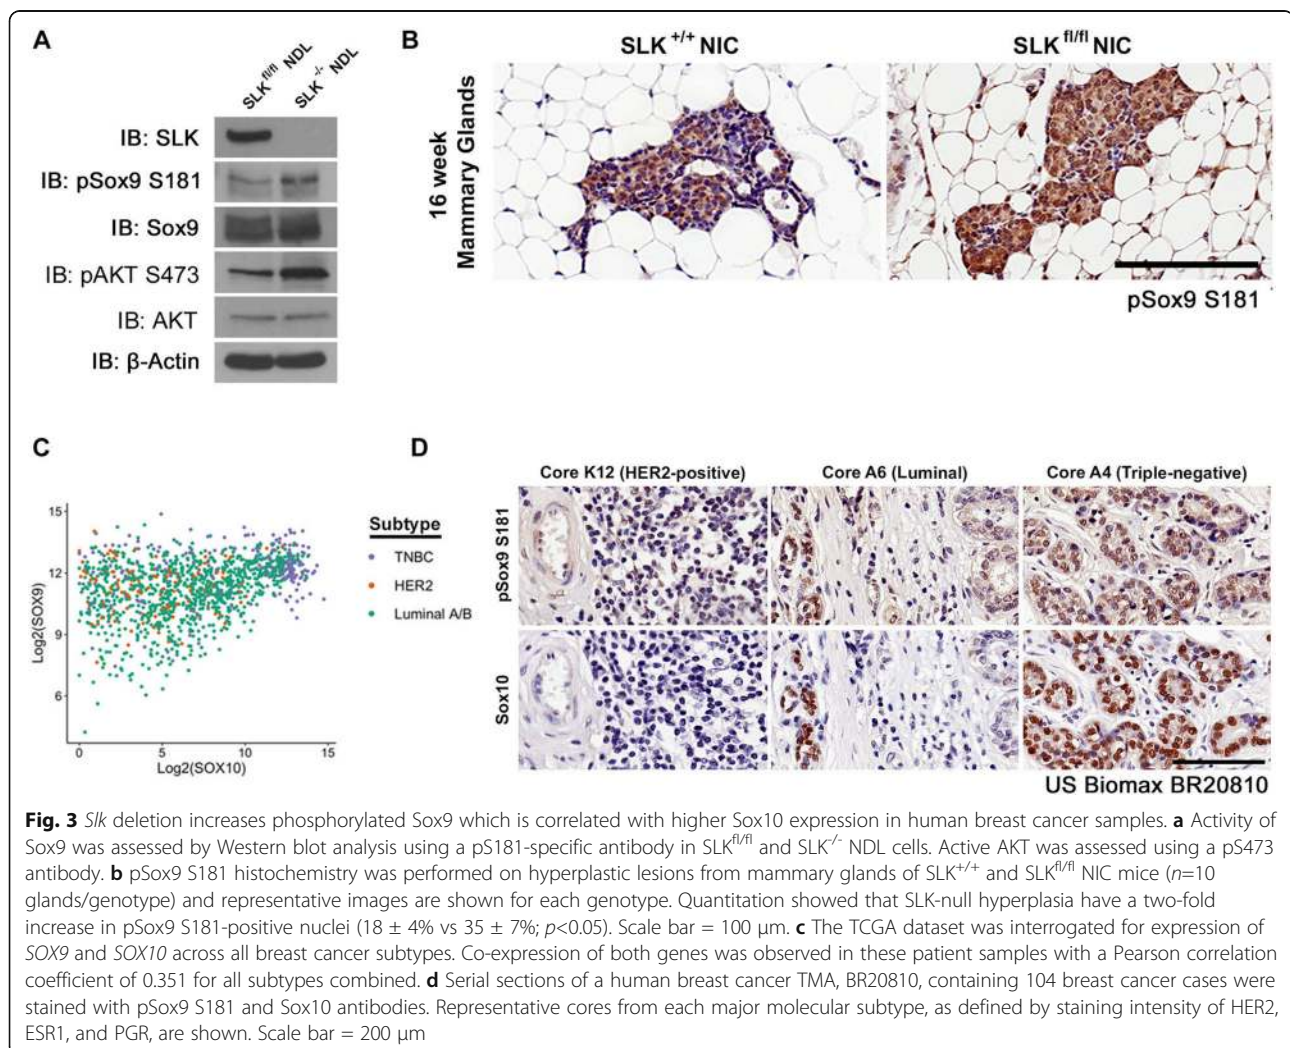 A
SLK^fl/fl NDL
SLK^-/- NDL
IB: SLK
IB: pSox9 S181
IB: Sox9
IB: pAKT S473
IB: AKT
IB: β-Actin
B
SLK^+/+ NIC
SLK^fl/fl NIC
16 week
Mammary Glands
pSox9 S181
C
Log2(SOX9)
15
12
9
6
0
5
10
15
Log2(SOX10)
Subtype
TNBC
HER2
Luminal A/B
D
Core K12 (HER2-positive)
Core A6 (Luminal)
Core A4 (Triple-negative)
pSox9 S181
Sox10
US Biomax BR20810
Fig. 3 Slk deletion increases phosphorylated Sox9 which is correlated with higher Sox10 expression in human breast cancer samples. a Activity of
Sox9 was assessed by Western blot analysis using a pS181-specific antibody in SLK^fl/fl and SLK^-/- NDL cells. Active AKT was assessed using a pS473
antibody. b pSox9 S181 histochemistry was performed on hyperplastic lesions from mammary glands of SLK^+/+ and SLK^fl/fl NIC mice (n=10
glands/genotype) and representative images are shown for each genotype. Quantitation showed that SLK-null hyperplasia have a two-fold
increase in pSox9 S181-positive nuclei (18 ± 4% vs 35 ± 7%; p<0.05). Scale bar = 100 μm. c The TCGA dataset was interrogated for expression of
SOX9 and SOX10 across all breast cancer subtypes. Co-expression of both genes was observed in these patient samples with a Pearson correlation
coefficient of 0.351 for all subtypes combined. d Serial sections of a human breast cancer TMA, BR20810, containing 104 breast cancer cases were
stained with pSox9 S181 and Sox10 antibodies. Representative cores from each major molecular subtype, as defined by staining intensity of HER2,
ESR1, and PGR, are shown. Scale bar = 200 μm